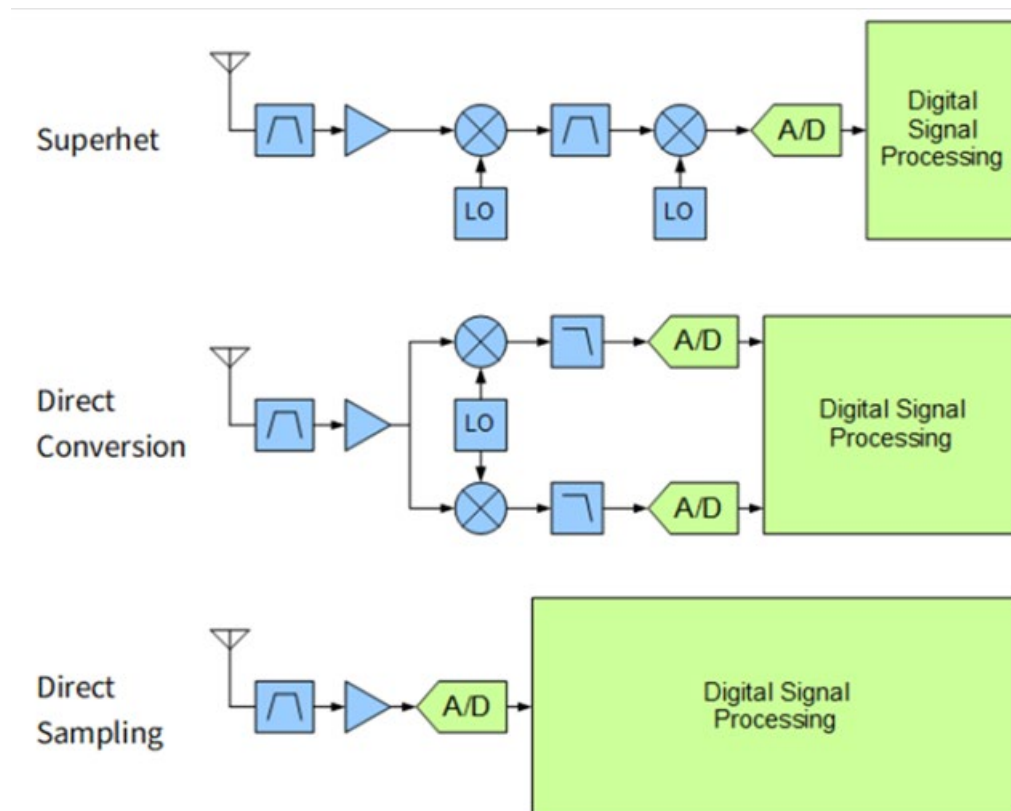 Superhet
LO
LO
A/D
Digital
Signal
Processing
Direct
Conversion
LO
A/D
A/D
Digital Signal
Processing
Direct
Sampling
A/D
Digital Signal
Processing